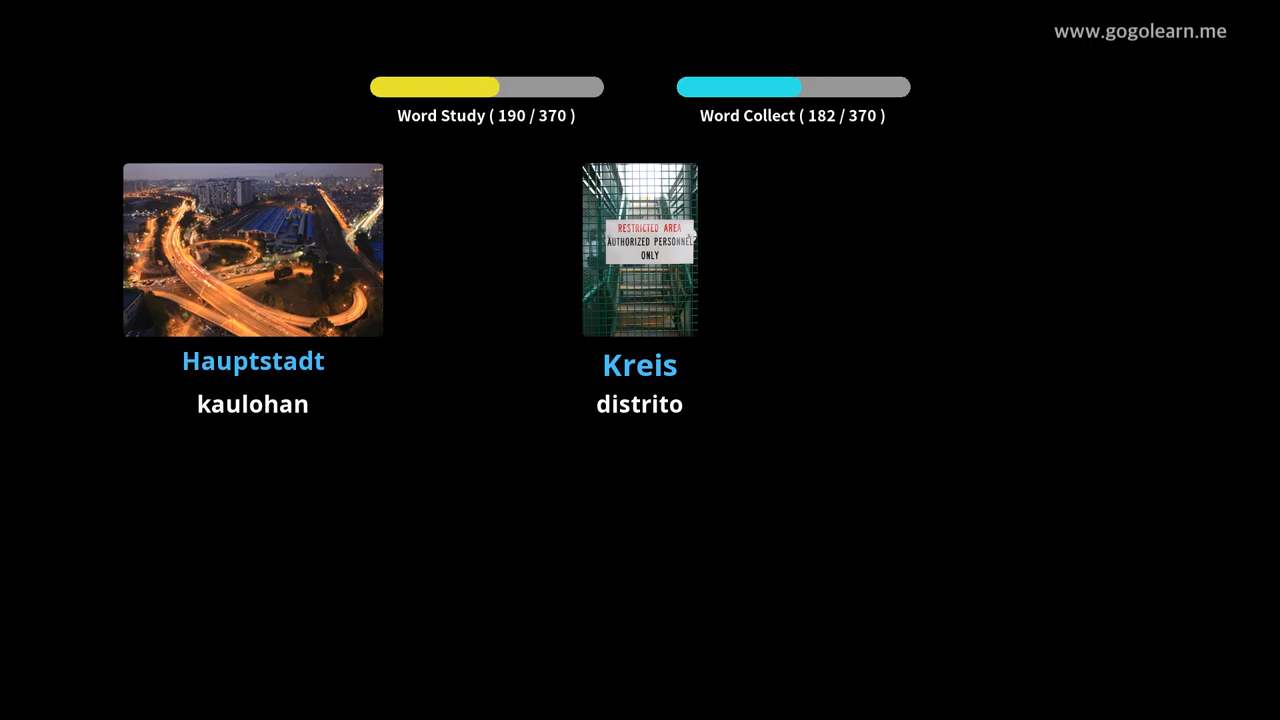 www.gogolearn.me
Word Study ( 190 / 370 )
Word Collect ( 182 / 370 )
RESTRICTED AREA
AUTHORIZED PERSONNEL
ONLY
Hauptstadt
Kreis
kaulohan
distrito